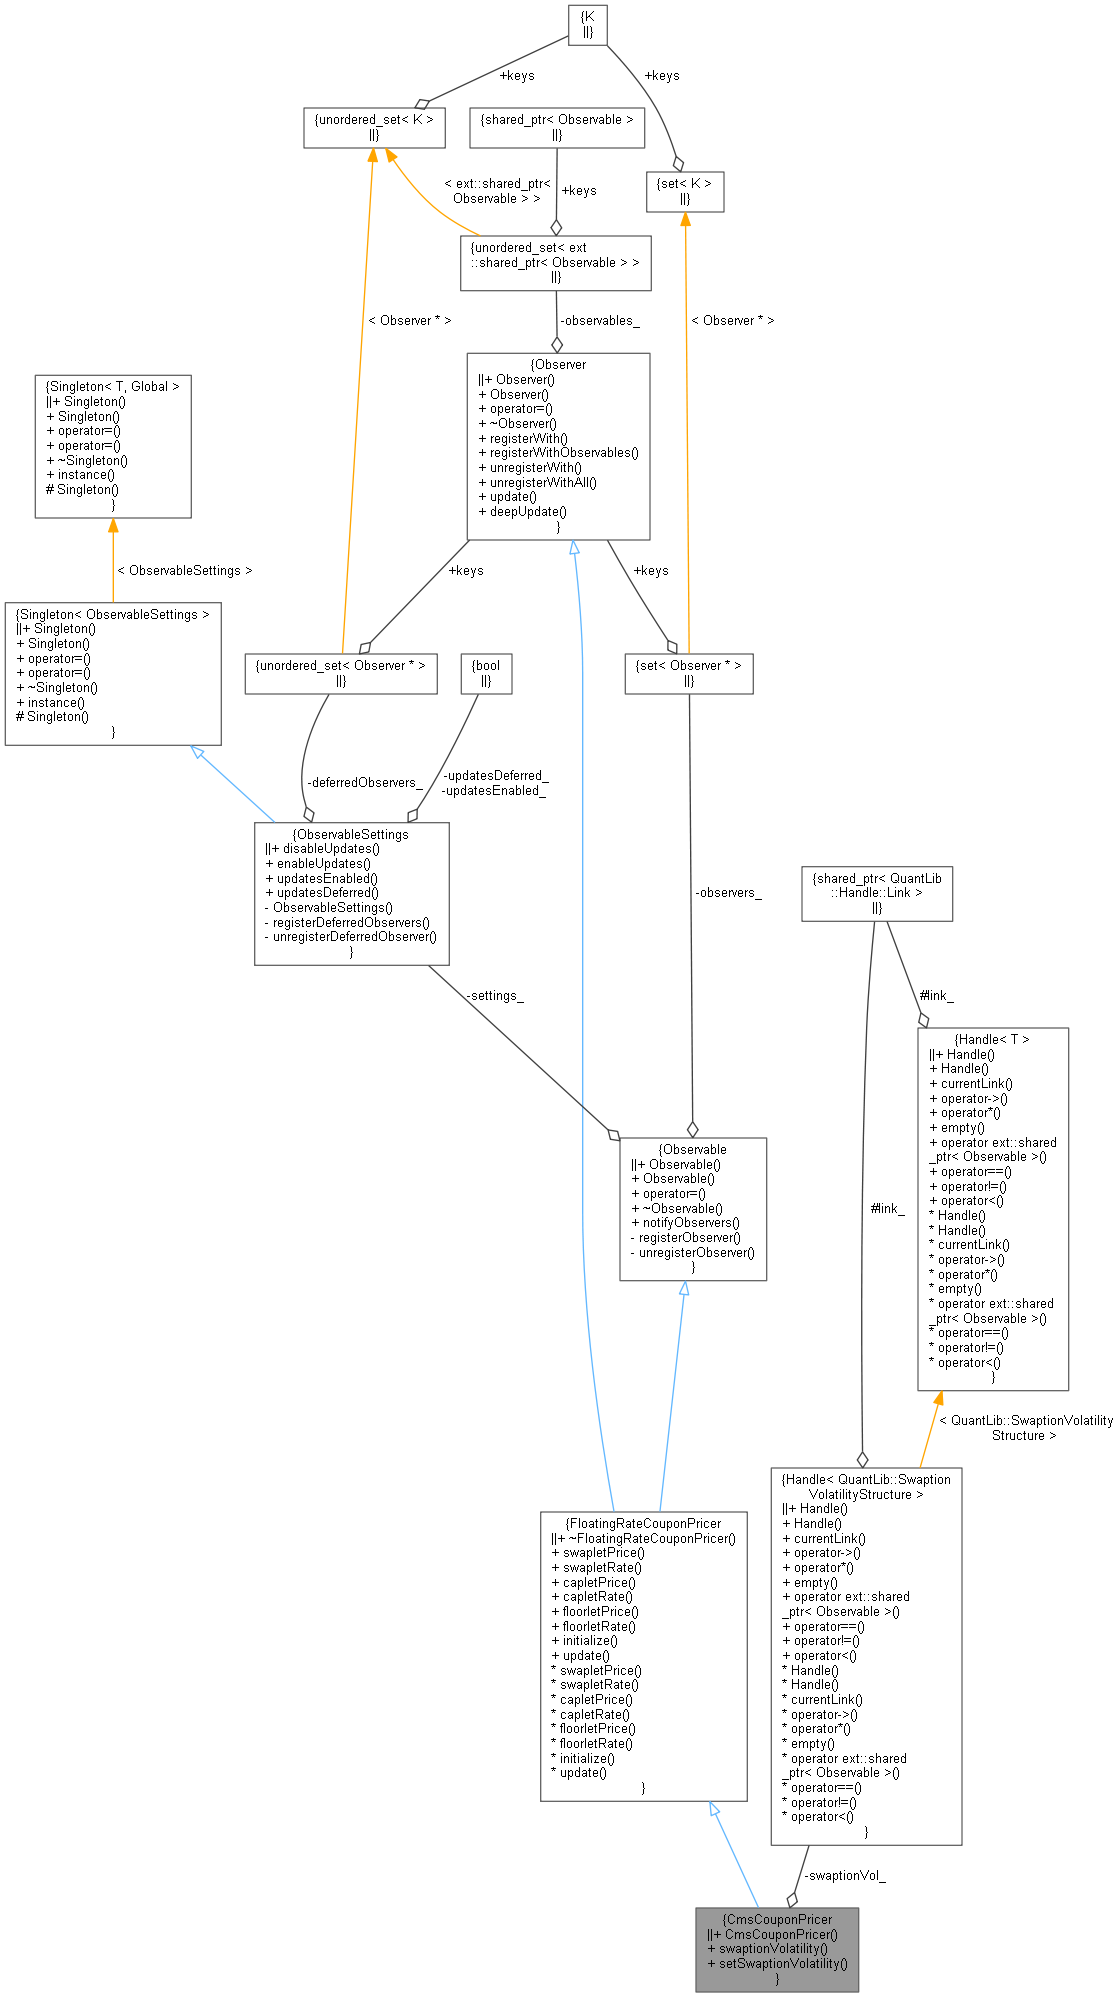 {K
||}
+keys
+keys
{unordered_set< K >
||}
{shared_ptr< Observable >
||}
{set< K >
||}
< ext::shared_ptr<
Observable > >
+keys
{unordered_set< ext
::shared_ptr< Observable > >
||}
< Observer * >
-observables_
< Observer * >
{Observer
||+ Observer()
+ Observer()
+ operator=()
+ ~Observer()
+ registerWith()
+ registerWithObservables()
+ unregisterWith()
+ unregisterWithAll()
+ update()
+ deepUpdate()
}
{Singleton< T, Global >
||+ Singleton()
+ Singleton()
+ operator=()
+ operator=()
+ ~Singleton()
+ instance()
# Singleton()
}
< ObservableSettings >
+keys
+keys
{Singleton< ObservableSettings >
||+ Singleton()
+ Singleton()
+ operator=()
+ operator=()
+ ~Singleton()
+ instance()
# Singleton()
}
{unordered_set< Observer * >
||}
{bool
||}
{set< Observer * >
||}
-deferredObservers_
-updatesDeferred_
-updatesEnabled_
{ObservableSettings
||+ disableUpdates()
+ enableUpdates()
+ updatesEnabled()
+ updatesDeferred()
- ObservableSettings()
- registerDeferredObservers()
- unregisterDeferredObserver()
}
-observers_
{shared_ptr< QuantLib
::Handle::Link >
||}
-settings_
#link_
{Handle< T >
||+ Handle()
+ Handle()
+ currentLink()
+ operator->()
+ operator*()
+ empty()
+ operator ext::shared
_ptr< Observable >()
+ operator==()
+ operator!=()
+ operator<()
* Handle()
* Handle()
* currentLink()
* operator->()
* operator*()
* empty()
* operator ext::shared
_ptr< Observable >()
* operator==()
* operator!=()
* operator<()
}
{Observable
||+ Observable()
+ Observable()
+ operator=()
+ ~Observable()
+ notifyObservers()
- registerObserver()
- unregisterObserver()
}
#link_
< QuantLib::SwaptionVolatility
Structure >
{Handle< QuantLib::Swaption
VolatilityStructure >
||+ Handle()
+ Handle()
+ currentLink()
+ operator->()
+ operator*()
+ empty()
+ operator ext::shared
_ptr< Observable >()
+ operator==()
+ operator!=()
+ operator<()
* Handle()
* Handle()
* currentLink()
* operator->()
* operator*()
* empty()
* operator ext::shared
_ptr< Observable >()
* operator==()
* operator!=()
* operator<()
}
{FloatingRateCouponPricer
||+ ~FloatingRateCouponPricer()
+ swapletPrice()
+ swapletRate()
+ capletPrice()
+ capletRate()
+ floorletPrice()
+ floorletRate()
+ initialize()
+ update()
* swapletPrice()
* swapletRate()
* capletPrice()
* capletRate()
* floorletPrice()
* floorletRate()
* initialize()
* update()
}
-swaptionVol_
{CmsCouponPricer
||+ CmsCouponPricer()
+ swaptionVolatility()
+ setSwaptionVolatility()
}